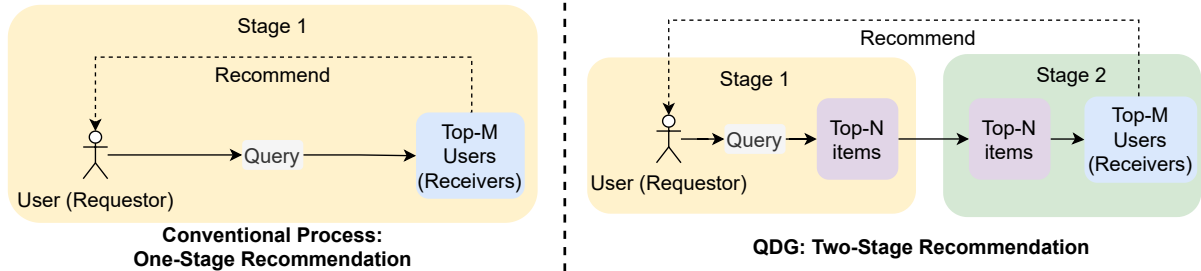 Stage 1
Recommend
Query
Top-M
Users
(Receivers)
User (Requestor)
Conventional Process:
One-Stage Recommendation
Recommend
Stage 1
Stage 2
Query
Top-N
items
Top-N
items
Top-M
Users
(Receivers)
User (Requestor)
QDG: Two-Stage Recommendation